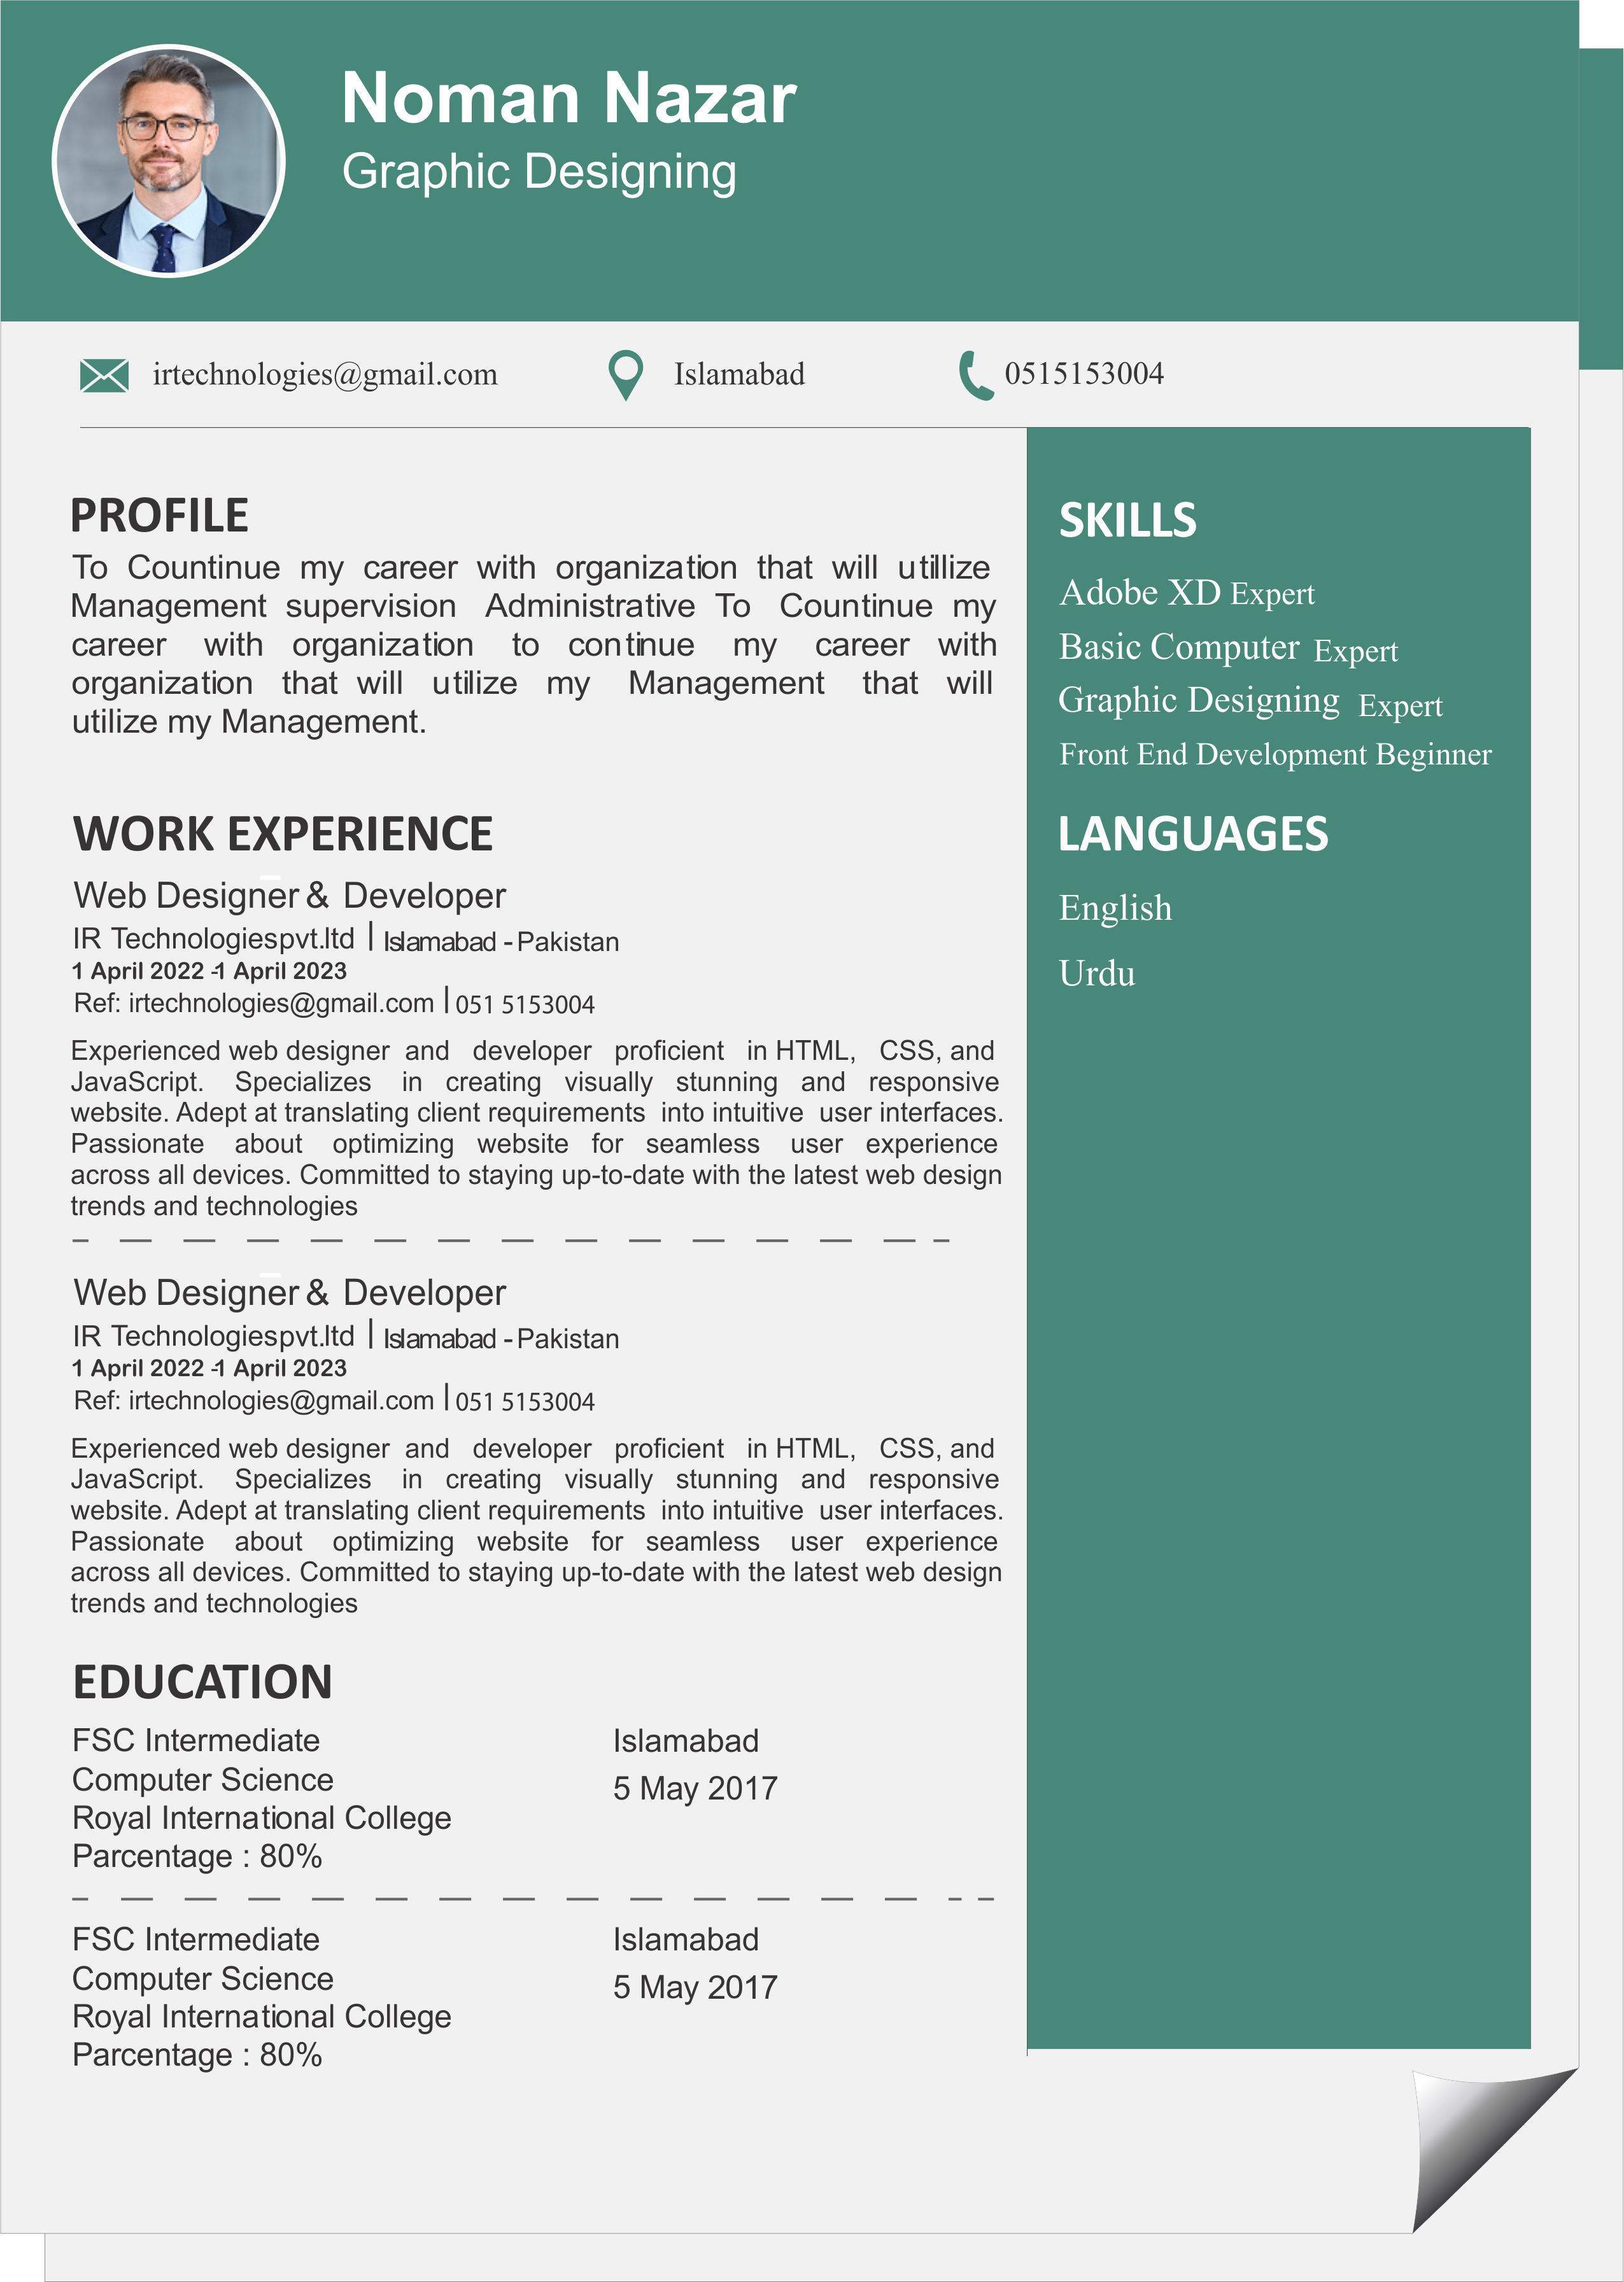 Noman Nazar
Graphic Designing
irtechnologies@gmail.com
Islamabad
0515153004
PROFILE
To Countinue my career with organization that will utillize
Management supervision Administrative To Countinue my
career with organization to continue my career with
organization that will utilize my Management that will
utilize my Management.
WORK EXPERIENCE
Web Designer & Developer
IR Technologiespvt.ltd | Islamabad - Pakistan
1 April 2022 -1 April 2023
Ref: irtechnologies@gmail.com | 051 5153004
Experienced web designer and developer proficient in HTML, CSS, and
JavaScript. Specializes in creating visually stunning and responsive
website. Adept at translating client requirements into intuitive user interfaces.
Passionate about optimizing website for seamless user experience
across all devices. Committed to staying up-to-date with the latest web design
trends and technologies
Web Designer & Developer
IR Technologiespvt.ltd | Islamabad - Pakistan
1 April 2022 -1 April 2023
Ref: irtechnologies@gmail.com | 051 5153004
Experienced web designer and developer proficient in HTML, CSS, and
JavaScript. Specializes in creating visually stunning and responsive
website. Adept at translating client requirements into intuitive user interfaces.
Passionate about optimizing website for seamless user experience
across all devices. Committed to staying up-to-date with the latest web design
trends and technologies
EDUCATION
FSC Intermediate
Computer Science
Royal International College
Parcentage : 80%
Islamabad
5 May 2017
FSC Intermediate
Computer Science
Royal International College
Parcentage : 80%
Islamabad
5 May 2017
SKILLS
Adobe XD Expert
Basic Computer Expert
Graphic Designing Expert
Front End Development Beginner
LANGUAGES
English
Urdu